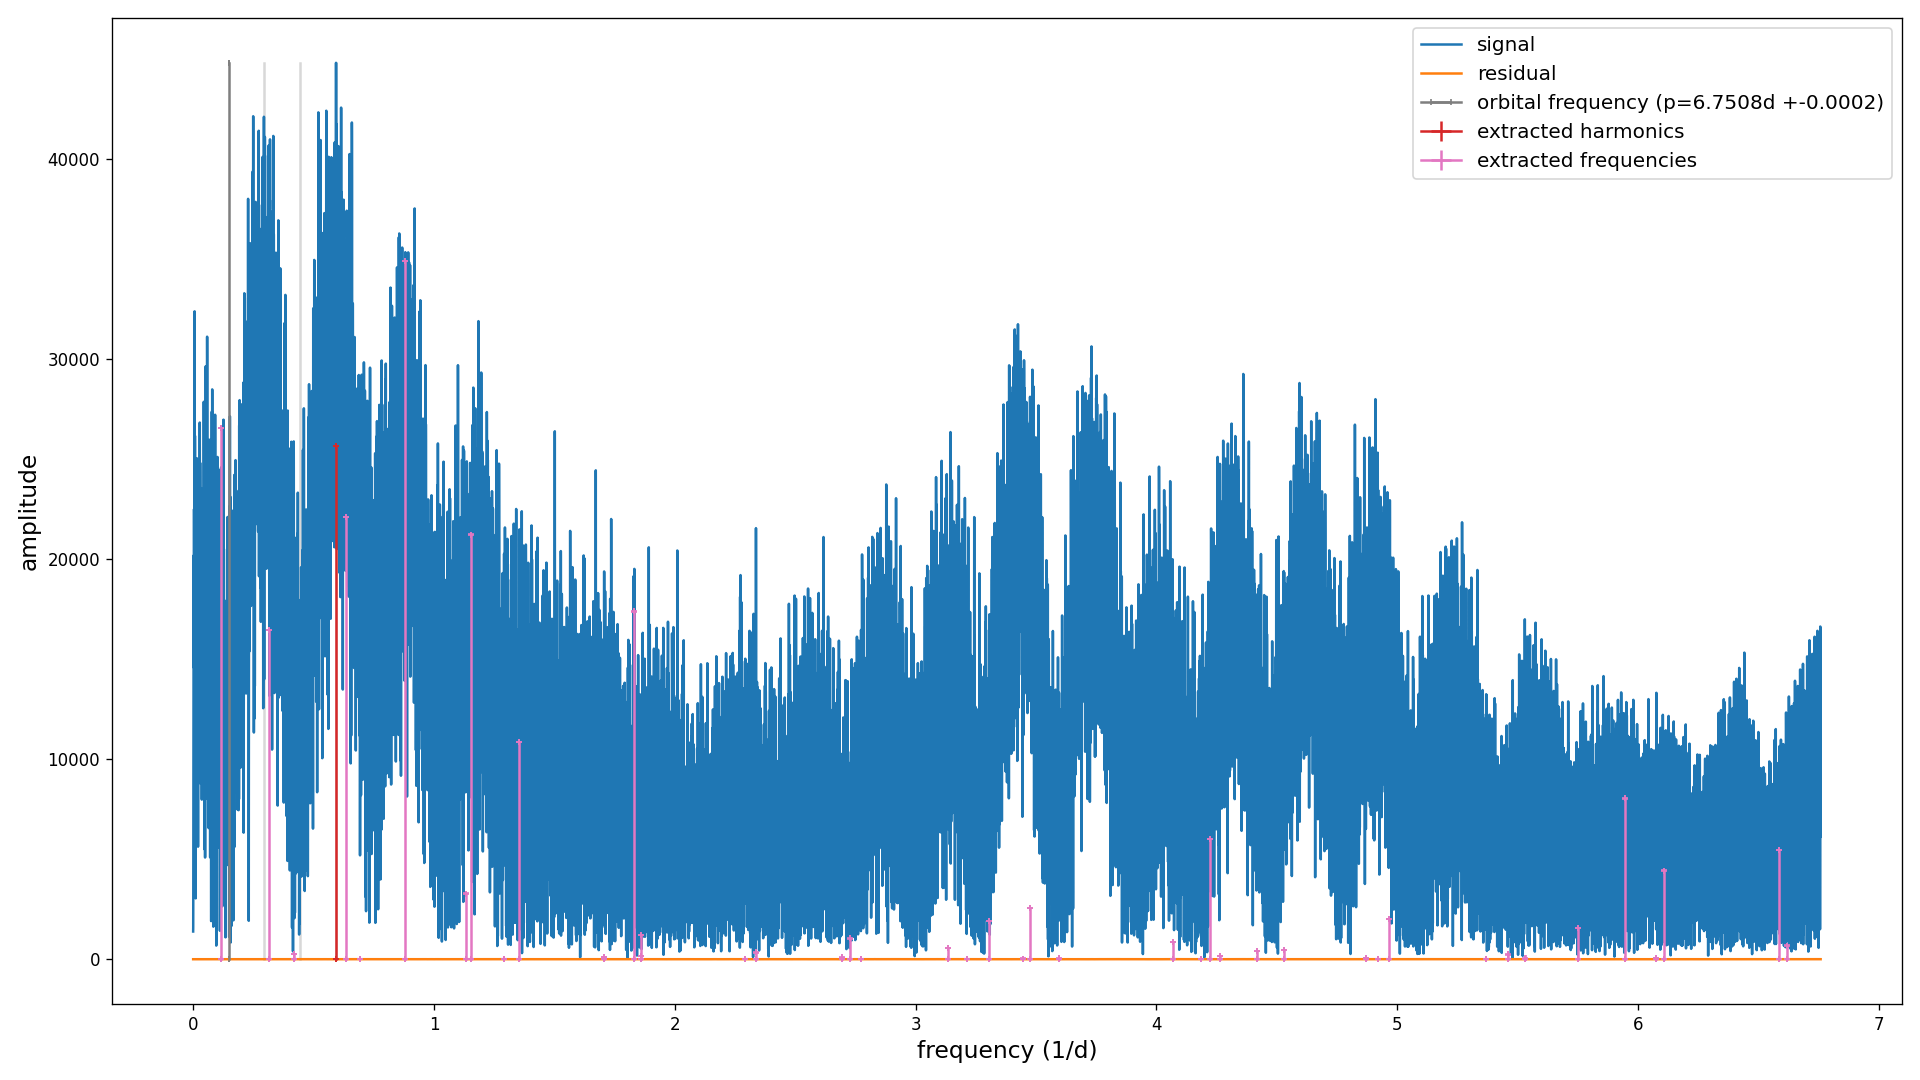 signal
residual
orbital frequency (p=6.7508d +-0.0002)
extracted harmonics
extracted frequencies
amplitude
40000
30000
20000
10000
0
0 1 2 3 4 5 6 7
frequency (1/d)